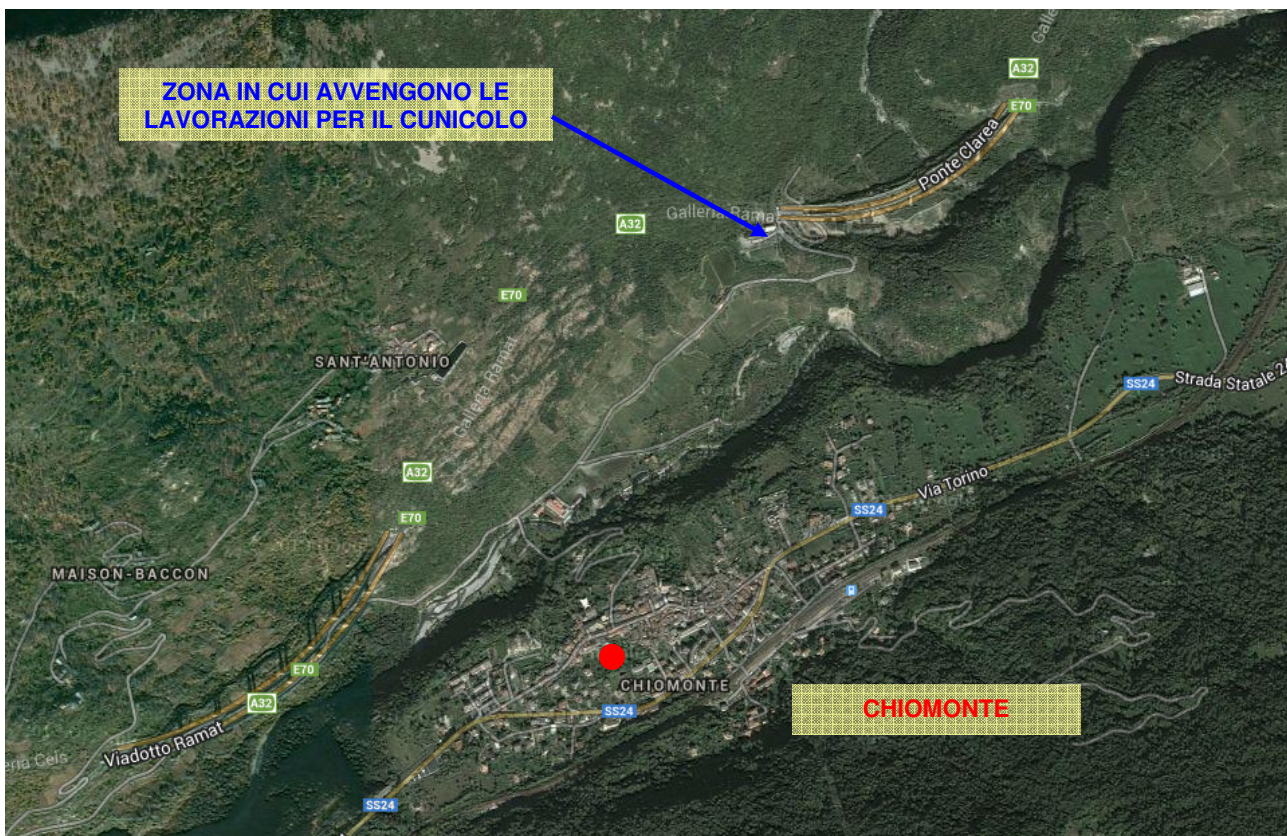 ZONA IN CUI AVVENGONO LE
LAVORAZIONI PER IL CUNICOLO
A32
E70
Ponte Clarea
Galleria Ramat
A32
E70
SANT'ANTONIO
Galleria Ramat
SS24
Strada Statale 24
A32
Via Torino
SS24
E70
MAISON-BACCON
CHIOMONTE
E70
A32
SS24
CHIOMONTE
Viadotto Ramat
eria Cels
SS24